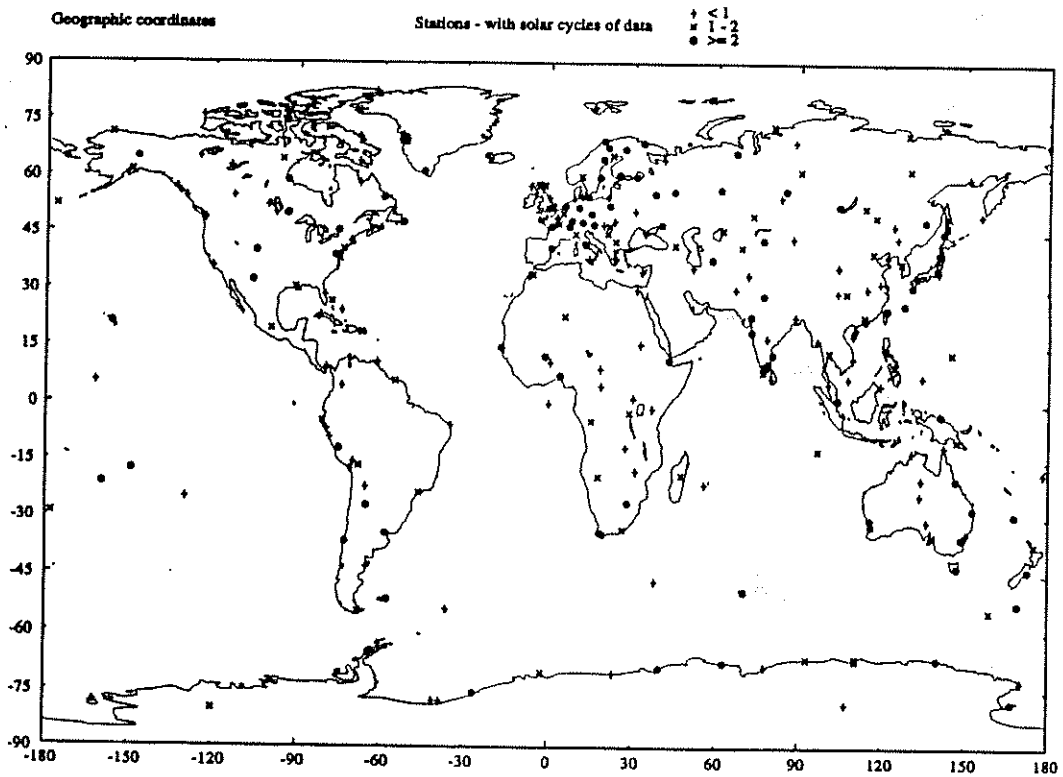 Geographic coordinates
Stations - with solar cycles of data
+ < 1
× 1 - 2
● >= 2
90
75
60
45
30
15
0
-15
-30
-45
-60
-75
-90
-180 -150 -120 -90 -60 -30 0 30 60 90 120 150 180